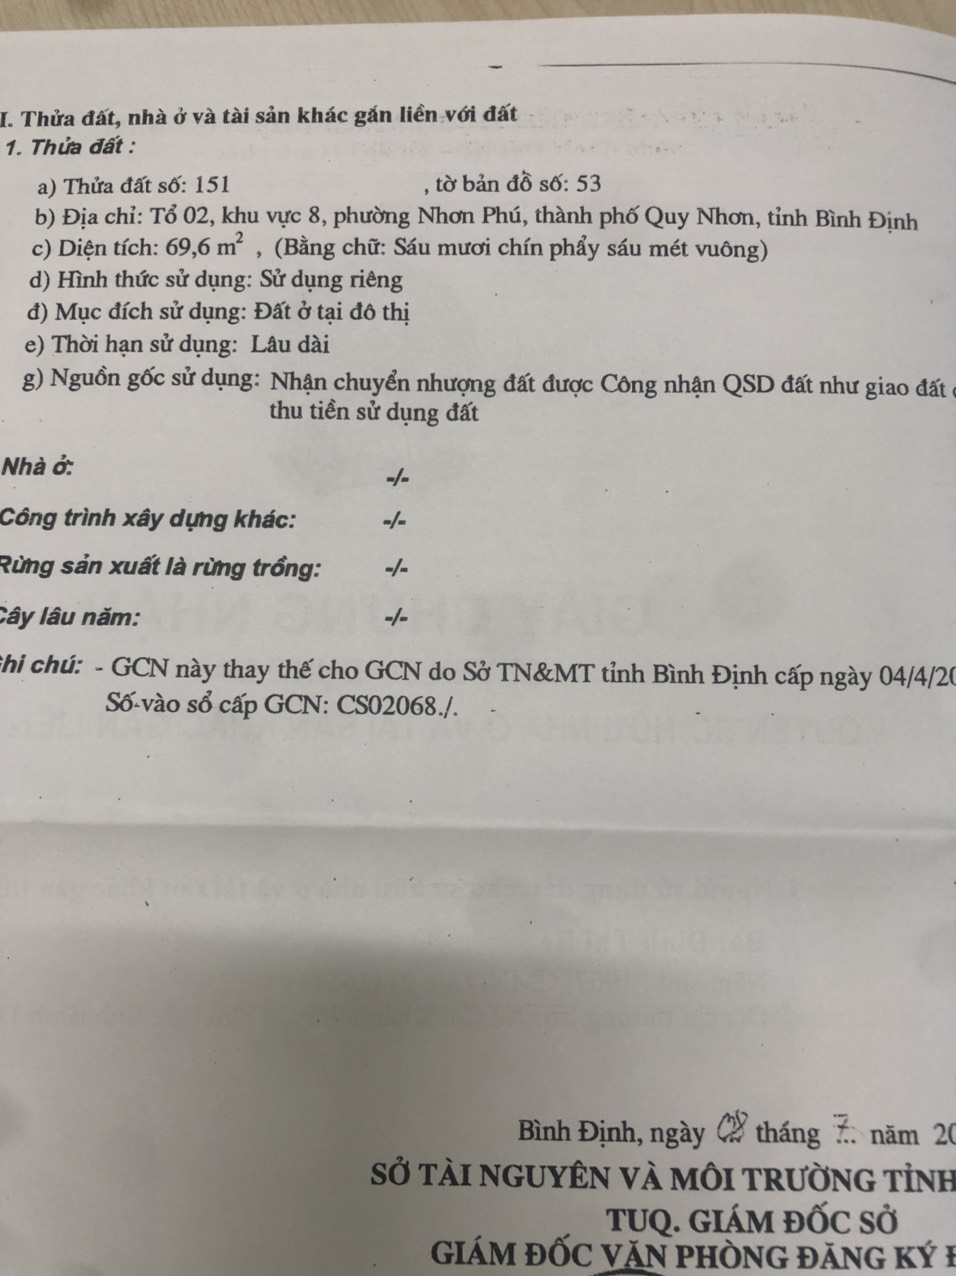 I. Thửa đất, nhà ở và tài sản khác gắn liền với đất
1. Thửa đất :
a) Thửa đất số: 151 , tờ bản đồ số: 53
b) Địa chỉ: Tổ 02, khu vực 8, phường Nhơn Phú, thành phố Quy Nhơn, tỉnh Bình Định
c) Diện tích: 69,6 m² , (Bằng chữ: Sáu mươi chín phẩy sáu mét vuông)
d) Hình thức sử dụng: Sử dụng riêng
đ) Mục đích sử dụng: Đất ở tại đô thị
e) Thời hạn sử dụng: Lâu dài
g) Nguồn gốc sử dụng: Nhận chuyển nhượng đất được Công nhận QSD đất như giao đất
thu tiền sử dụng đất
Nhà ở: -/-
Công trình xây dựng khác: -/-
Rừng sản xuất là rừng trồng: -/-
Cây lâu năm: -/-
Ghi chú: - GCN này thay thế cho GCN do Sở TN&MT tỉnh Bình Định cấp ngày 04/4/20
Số vào sổ cấp GCN: CS02068./.
Bình Định, ngày 08 tháng 7 năm 20
SỞ TÀI NGUYÊN VÀ MÔI TRƯỜNG TỈNH
TUQ. GIÁM ĐỐC SỞ
GIÁM ĐỐC VĂN PHÒNG ĐĂNG KÝ